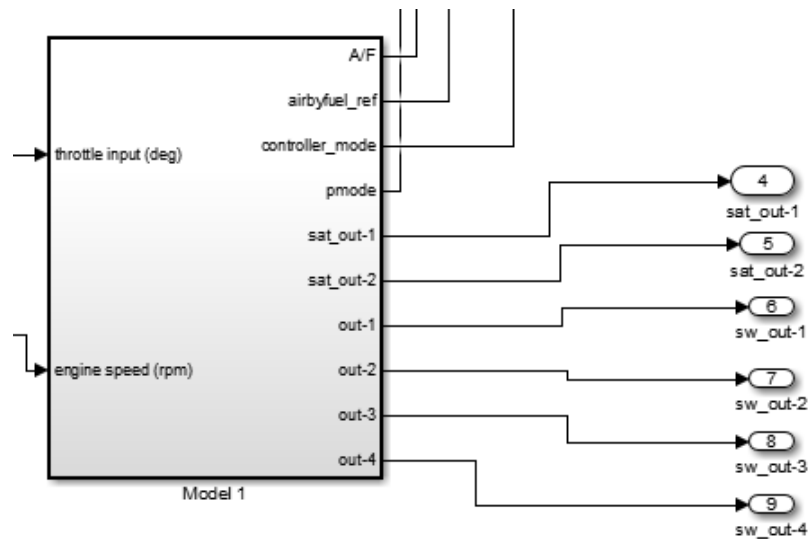 A/F
airbyfuel_ref
throttle input (deg)
controller_mode
pmode
4
sat_out-1
sat_out-1
sat_out-2
5
sat_out-2
out-1
6
sw_out-1
engine speed (rpm)
out-2
7
sw_out-2
out-3
8
sw_out-3
out-4
9
sw_out-4
Model 1